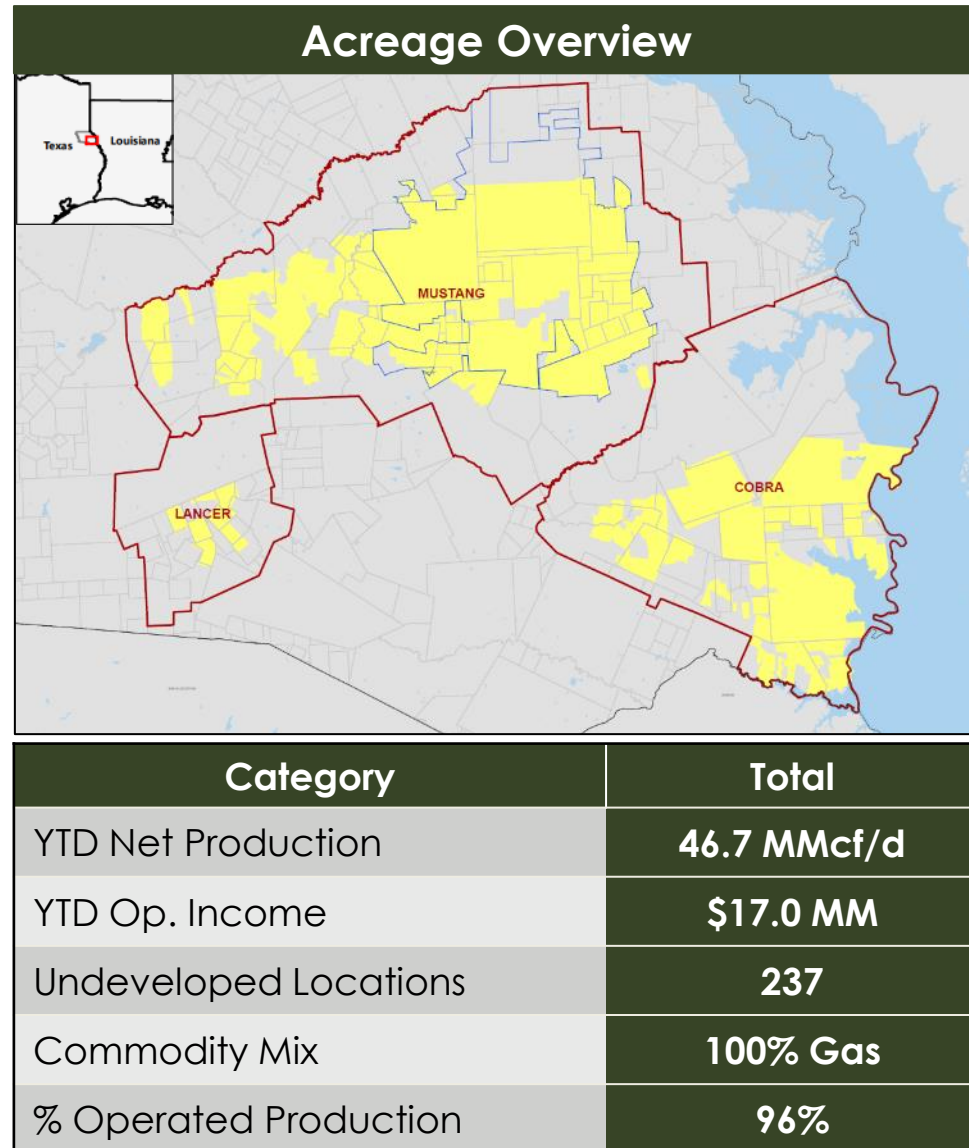 Acreage Overview
Texas Louisiana
MUSTANG
COBRA
LANCER
Category Total
YTD Net Production 46.7 MMcf/d
YTD Op. Income $17.0 MM
Undeveloped Locations 237
Commodity Mix 100% Gas
% Operated Production 96%